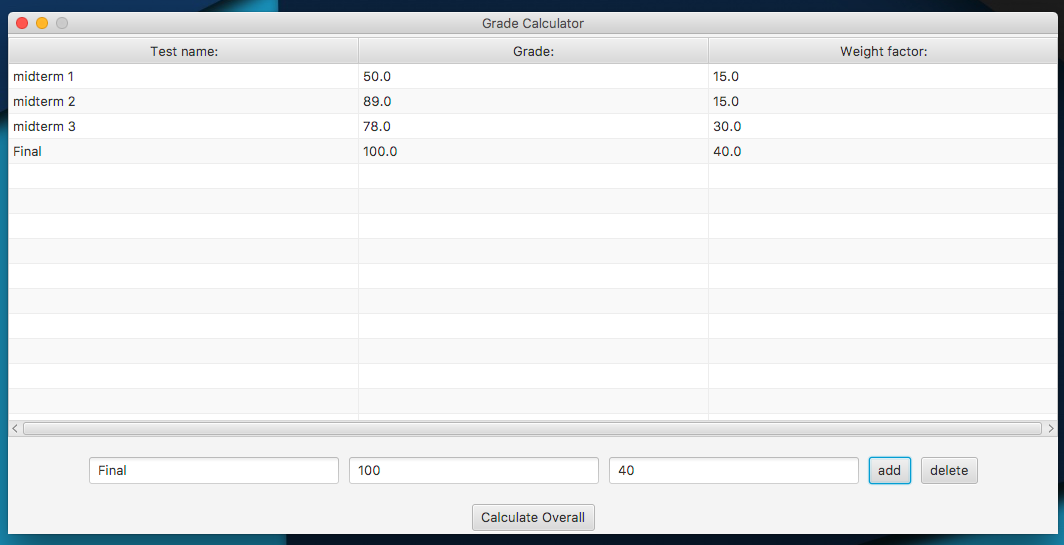 Grade Calculator
Test name: Grade: Weight factor:
midterm 1 50.0 15.0
midterm 2 89.0 15.0
midterm 3 78.0 30.0
Final 100.0 40.0
Final 100 40 add delete
Calculate Overall